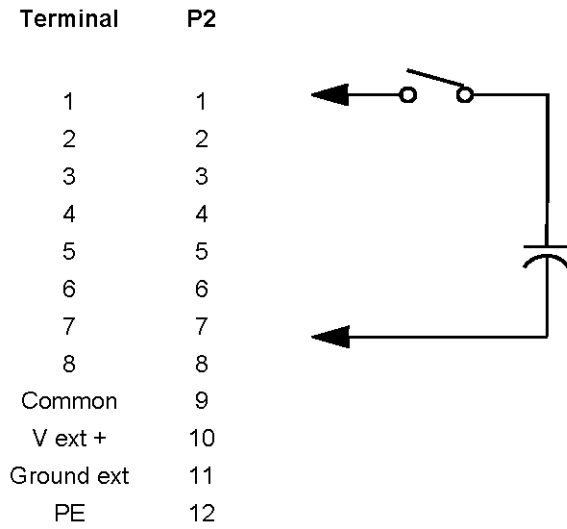 Terminal P2
1 1
2 2
3 3
4 4
5 5
6 6
7 7
8 8
Common 9
V ext + 10
Ground ext 11
PE 12